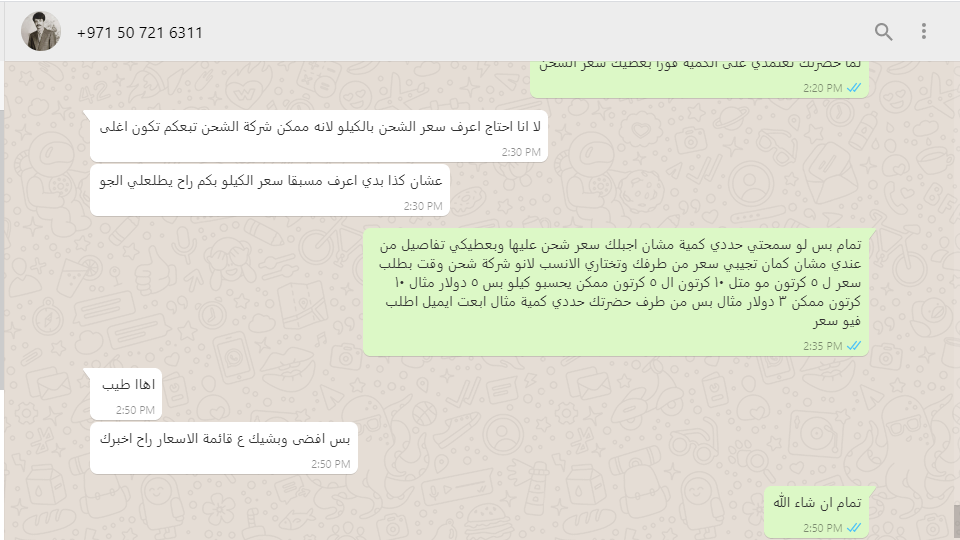 +971 50 721 6311
لما حضرتك تعتمدي على الكمية فورا بعطيك سعر الشحن
2:20 PM
لا انا احتاج اعرف سعر الشحن بالكيلو لانه ممكن شركة الشحن تبعكم تكون اغلى
2:30 PM
عشان كذا بدي اعرف مسبقا سعر الكيلو بكم راح يطلعلي الجو
2:30 PM
تمام بس لو سمحتي حددي كمية مشان اجبلك سعر شحن عليها وبعطيكي تفاصيل من
عندي مشان كمان تجيبي سعر من طرفك وتختاري الانسب لانو شركة شحن وقت بطلب
سعر ل ٥ كرتون مو متل ١٠ كرتون ال ٥ كرتون ممكن يحسبو كيلو بس ٥ دولار مثال ١٠
كرتون ممكن ٣ دولار مثال بس من طرف حضرتك حددي كمية مثال ابعت ايميل اطلب
فيو سعر
2:35 PM
اهاا طيب
2:50 PM
بس افضى وبشيك ع قائمة الاسعار راح اخبرك
2:50 PM
تمام ان شاء الله
2:50 PM